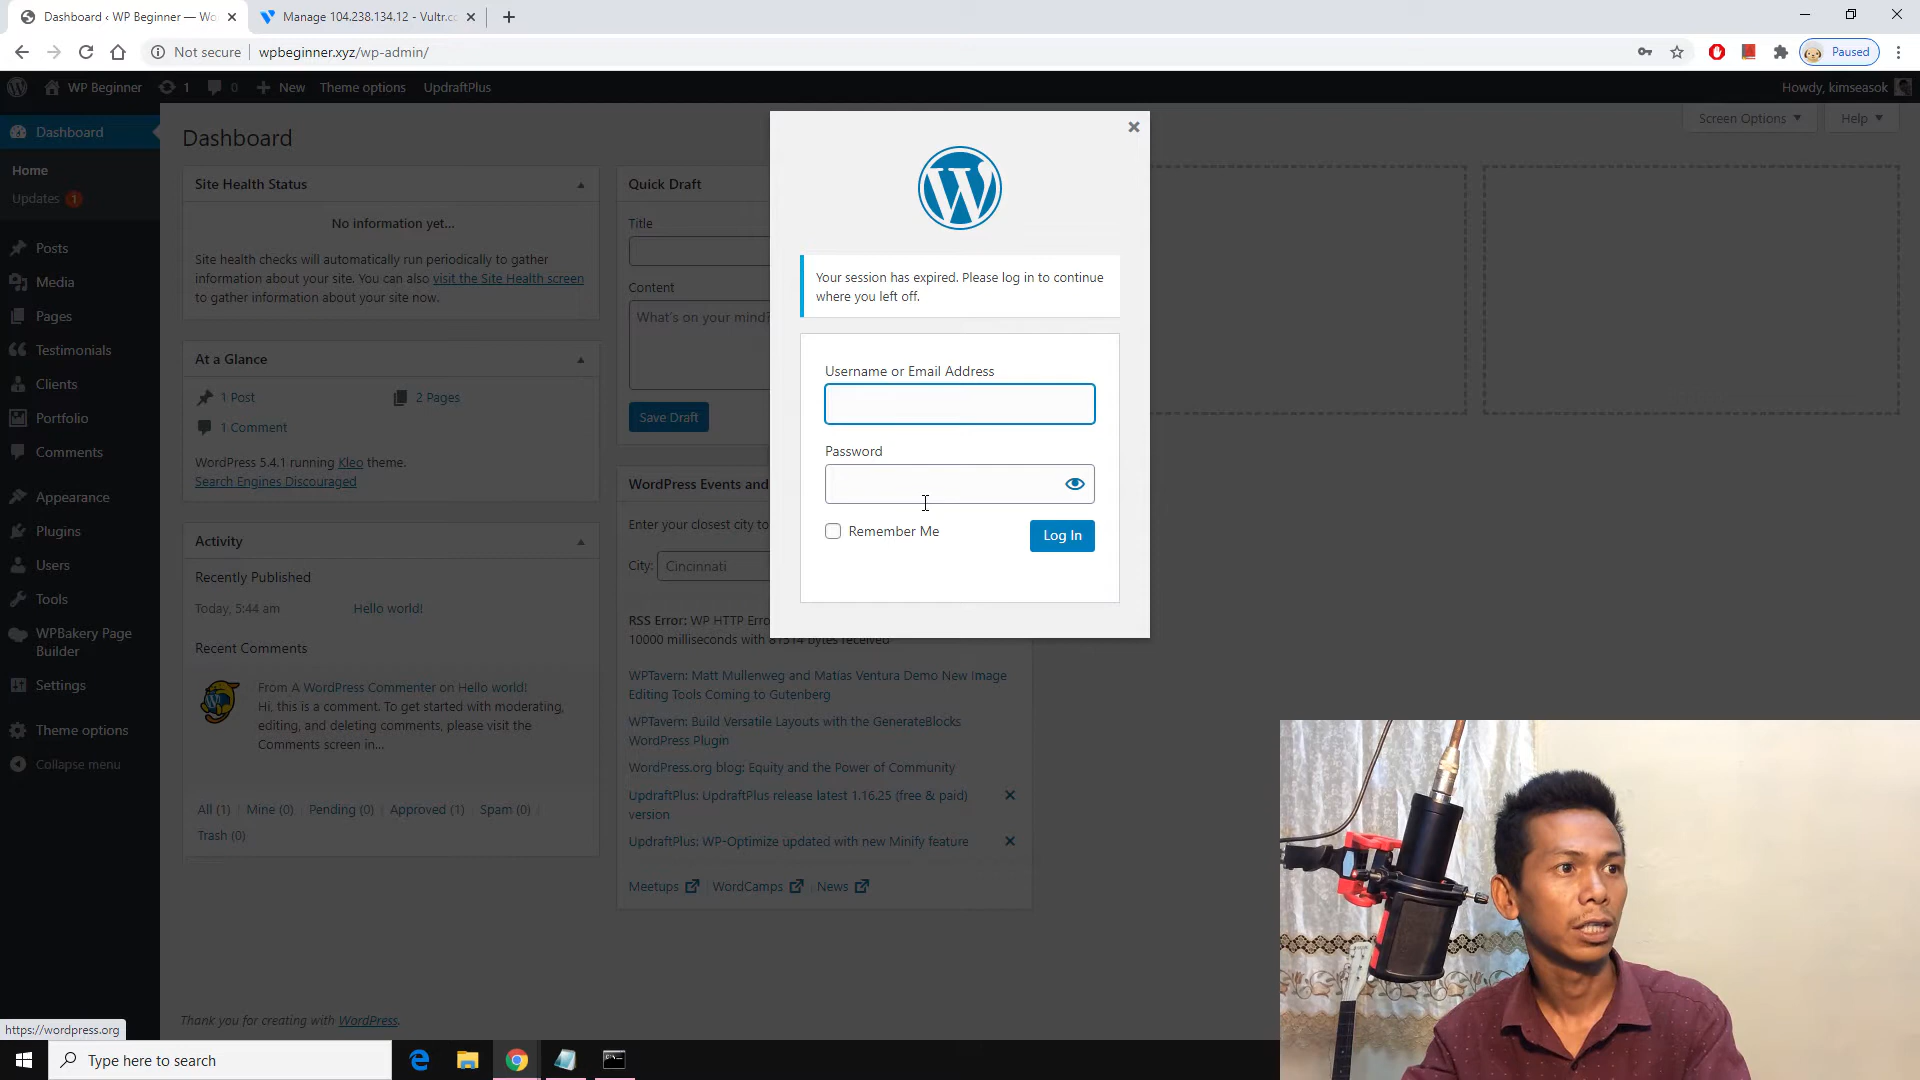 Dashboard ‹ WP Beginner — Wo
Manage 104.238.134.12 - Vultr.co
Not secure
wpbeginner.xyz/wp-admin/
Paused
WP Beginner
1
0
New
Theme options
UpdraftPlus
Howdy, kimseasok
Dashboard
Home
Updates 1
Posts
Media
Pages
Testimonials
Clients
Portfolio
Comments
Appearance
Plugins
Users
Tools
WPBakery Page
Builder
Settings
Theme options
Collapse menu
Dashboard
Screen Options
Help
Site Health Status
No information yet...
Site health checks will automatically run periodically to gather
information about your site. You can also visit the Site Health screen
to gather information about your site now.
At a Glance
1 Post
2 Pages
1 Comment
WordPress 5.4.1 running Kleo theme.
Search Engines Discouraged
Activity
Recently Published
Today, 5:44 am
Hello world!
Recent Comments
From A WordPress Commenter on Hello world!
Hi, this is a comment. To get started with moderating,
editing, and deleting comments, please visit the
Comments screen in...
All (1)
Mine (0)
Pending (0)
Approved (1)
Spam (0)
Trash (0)
Quick Draft
Title
Content
What's on your mind?
Save Draft
WordPress Events and
Enter your closest city to
City:
Cincinnati
RSS Error: WP HTTP Erro
10000 milliseconds with 81514 bytes received
WPTavern: Matt Mullenweg and Matias Ventura Demo New Image
Editing Tools Coming to Gutenberg
WPTavern: Build Versatile Layouts with the GenerateBlocks
WordPress Plugin
WordPress.org blog: Equity and the Power of Community
UpdraftPlus: UpdraftPlus release latest 1.16.25 (free & paid)
version
UpdraftPlus: WP-Optimize updated with new Minify feature
Meetups
WordCamps
News
Your session has expired. Please log in to continue
where you left off.
Username or Email Address
Password
Remember Me
Log In
Thank you for creating with WordPress.
https://wordpress.org
Type here to search